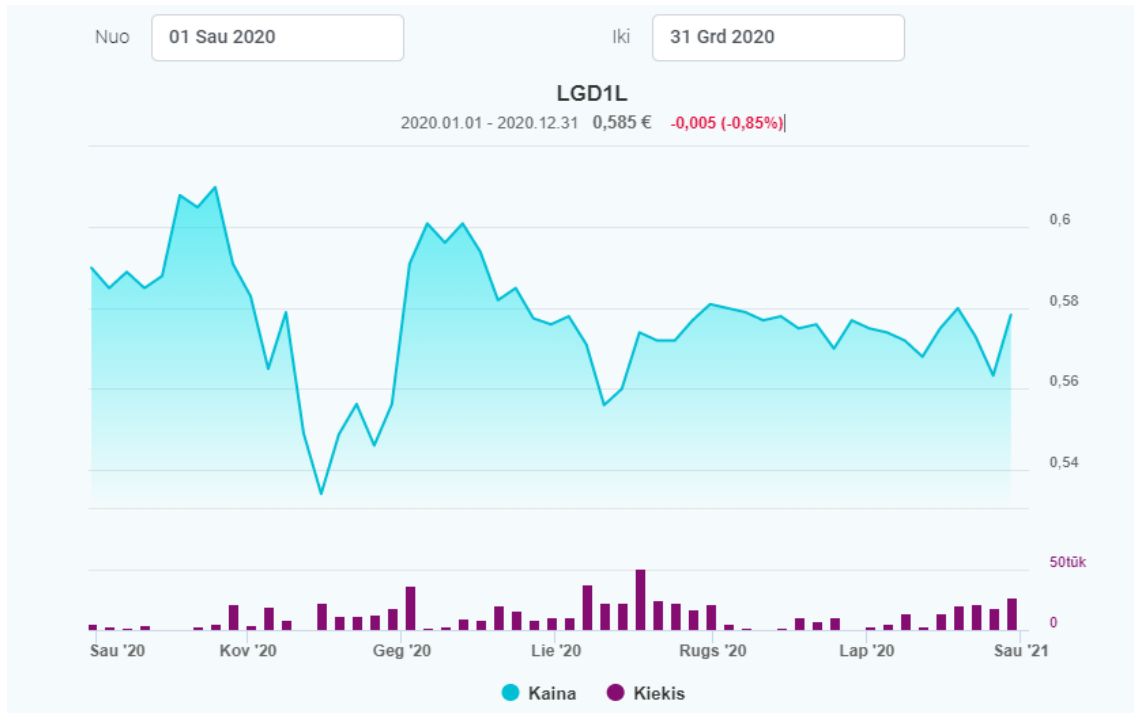 Nuo 01 Sau 2020 Iki 31 Grd 2020
LGD1L
2020.01.01 - 2020.12.31 0,585 € -0,005 (-0,85%)
0,6
0,58
0,56
0,54
50tūk
0
Sau '20 Kov '20 Geg '20 Lie '20 Rugs '20 Lap '20 Sau '21
Kaina Kiekis